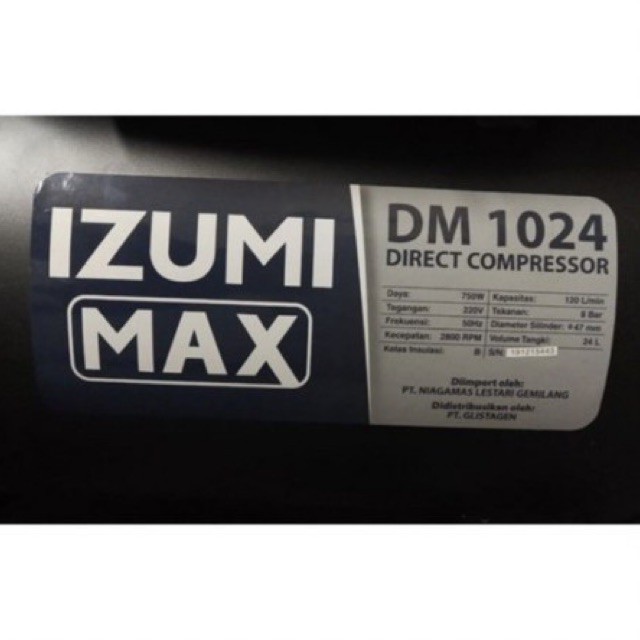 IZUMI
MAX
DM 1024
DIRECT COMPRESSOR
Daya: 750W Kapasitas: 120 L/min
Tegangan: 220V Tekanan: 8 Bar
Frekuensi: 50Hz Diameter Silinder: Φ47 mm
Kecepatan: 2800 RPM Volume Tangki: 24 L
Kelas Insulasi: B S/N:
Diimport oleh:
PT. NIAGAMAS LESTARI GEMILANG
Didistribusikan oleh:
PT. GLISTAGEN